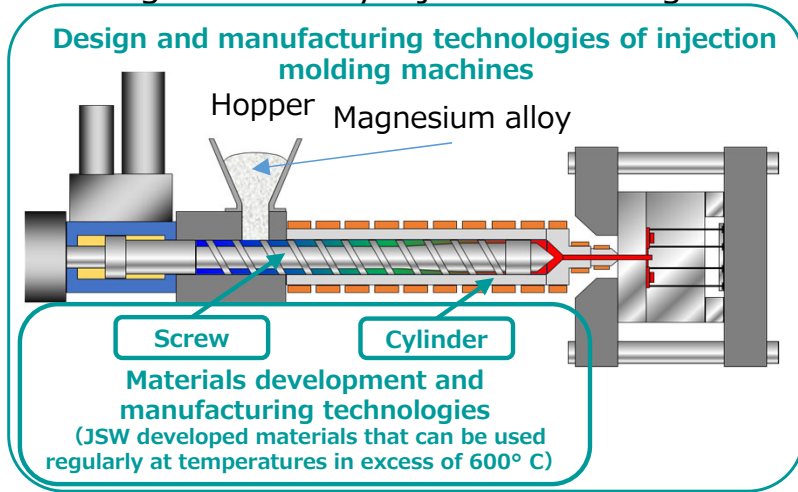 Design and manufacturing technologies of injection
molding machines
Hopper
Magnesium alloy
Screw
Cylinder
Materials development and
manufacturing technologies
(JSW developed materials that can be used
regularly at temperatures in excess of 600° C)